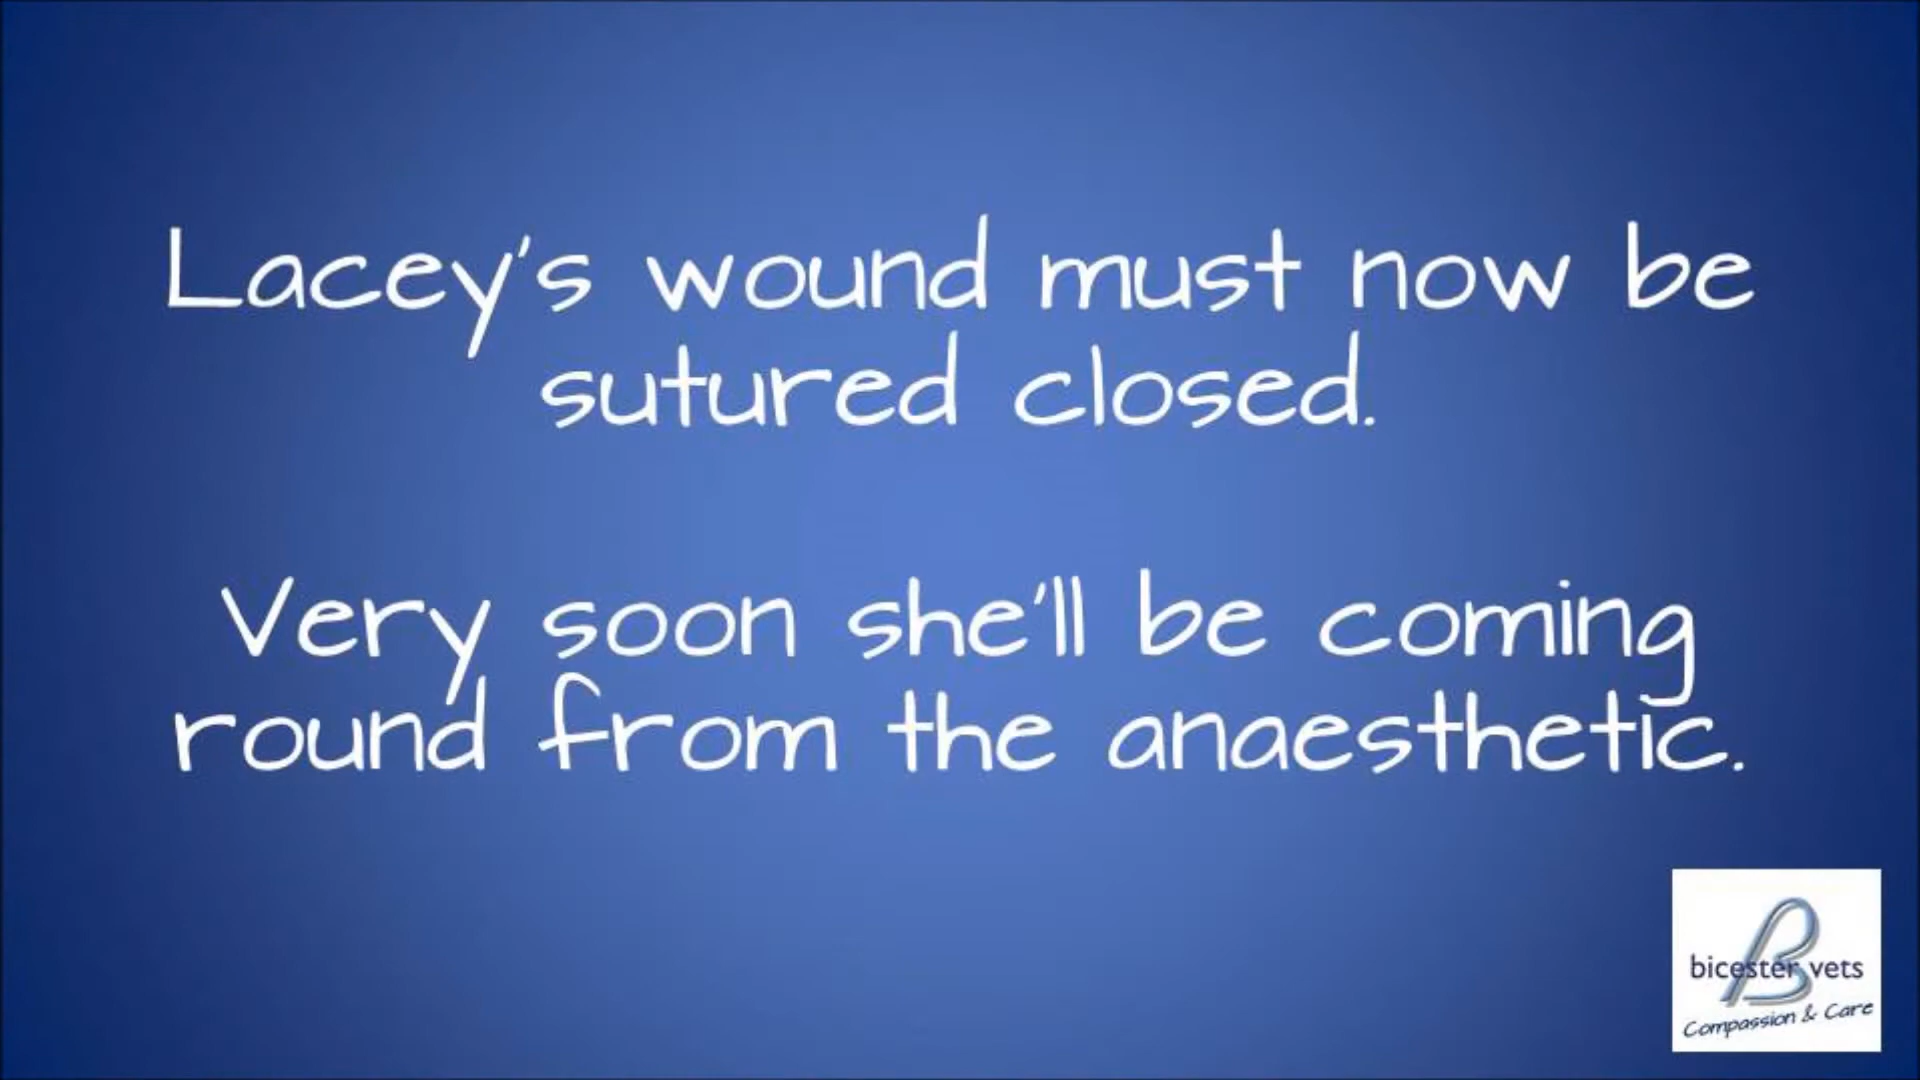 Lacey's wound must now be
sutured closed.
Very soon she'll be coming
round from the anaesthetic.
bicester vets
Compassion & Care